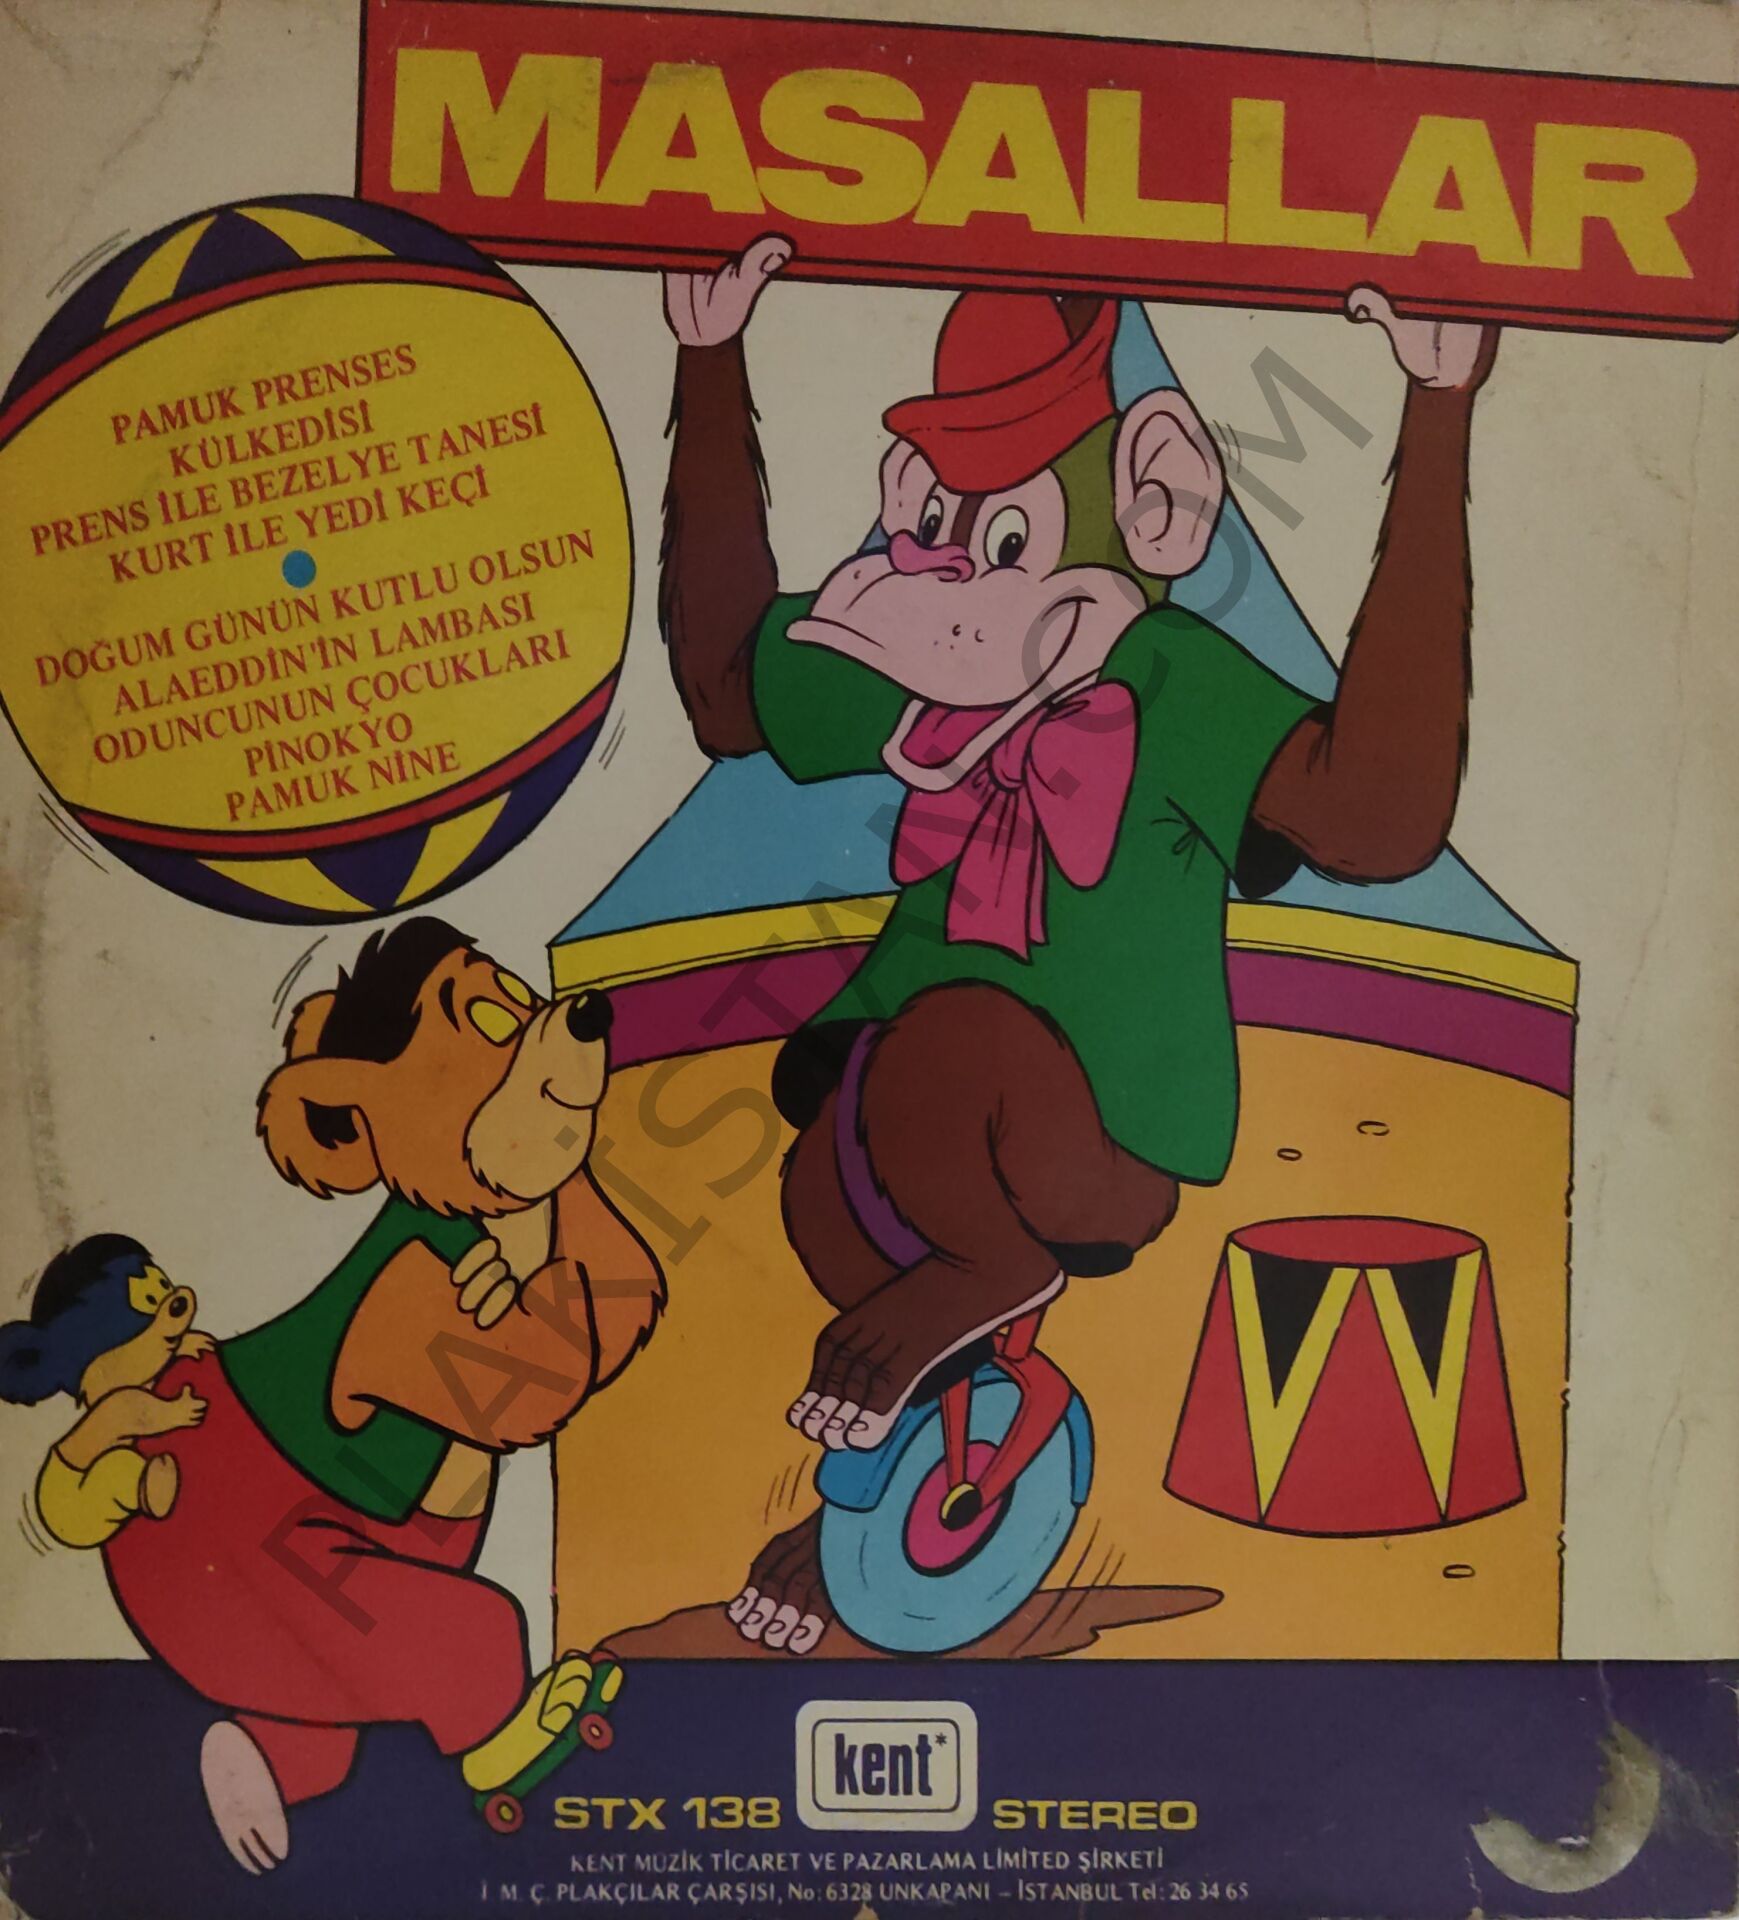 MASALLAR
PAMUK PRENSES
KÜLKEDİSİ
PRENS İLE BEZELYE TANESİ
KURT İLE YEDİ KEÇİ
DOĞUM GÜNÜN KUTLU OLSUN
ALAEDDİN'İN LAMBASI
ODUNCUNUN ÇOCUKLARI
PİNOKYO
PAMUK NİNE
PLAKİSTAN.COM
kent*
STX 138
STEREO
KENT MÜZİK TİCARET VE PAZARLAMA LİMİTED ŞİRKETİ
İ. M. Ç. PLAKÇILAR ÇARŞISI, No: 6328 UNKAPANI – İSTANBUL Tel: 26 34 65